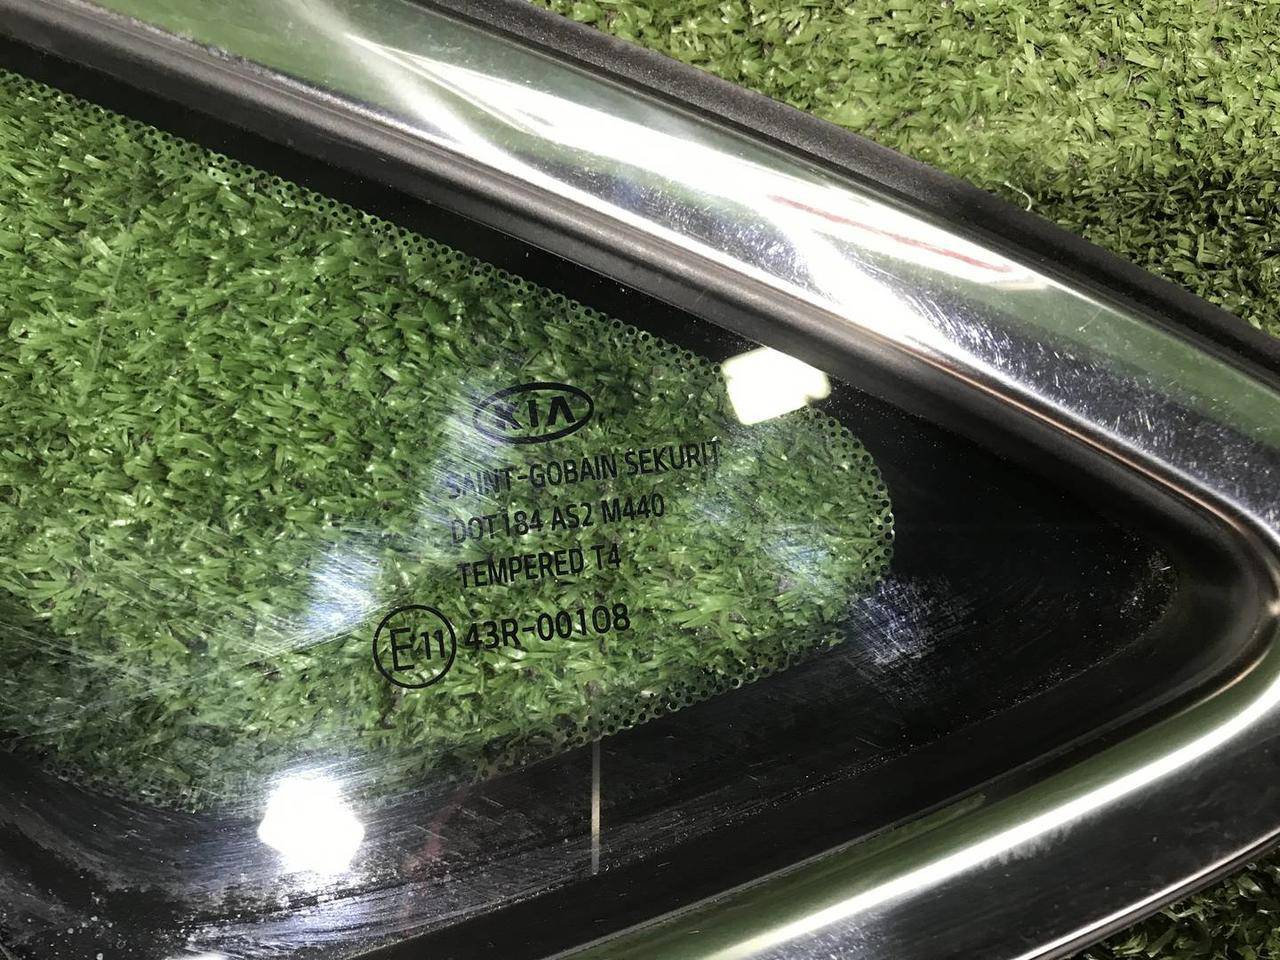 KIA
SAINT-GOBAIN SEKURIT
DOT184 AS2 M440
TEMPERED T4
E11 43R-00108